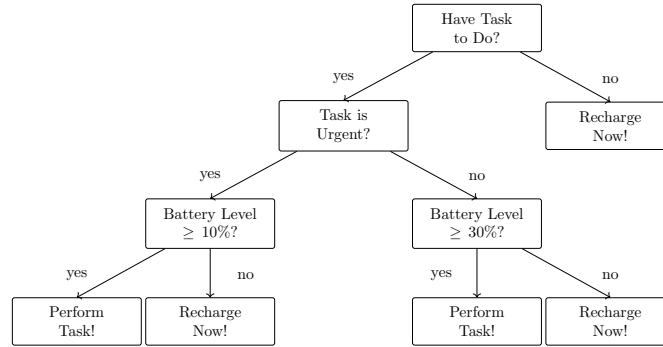 Have Task
to Do?
yes
no
Task is
Urgent?
Recharge
Now!
yes
no
Battery Level
≥ 10%?
Battery Level
≥ 30%?
yes
no
yes
no
Perform
Task!
Recharge
Now!
Perform
Task!
Recharge
Now!